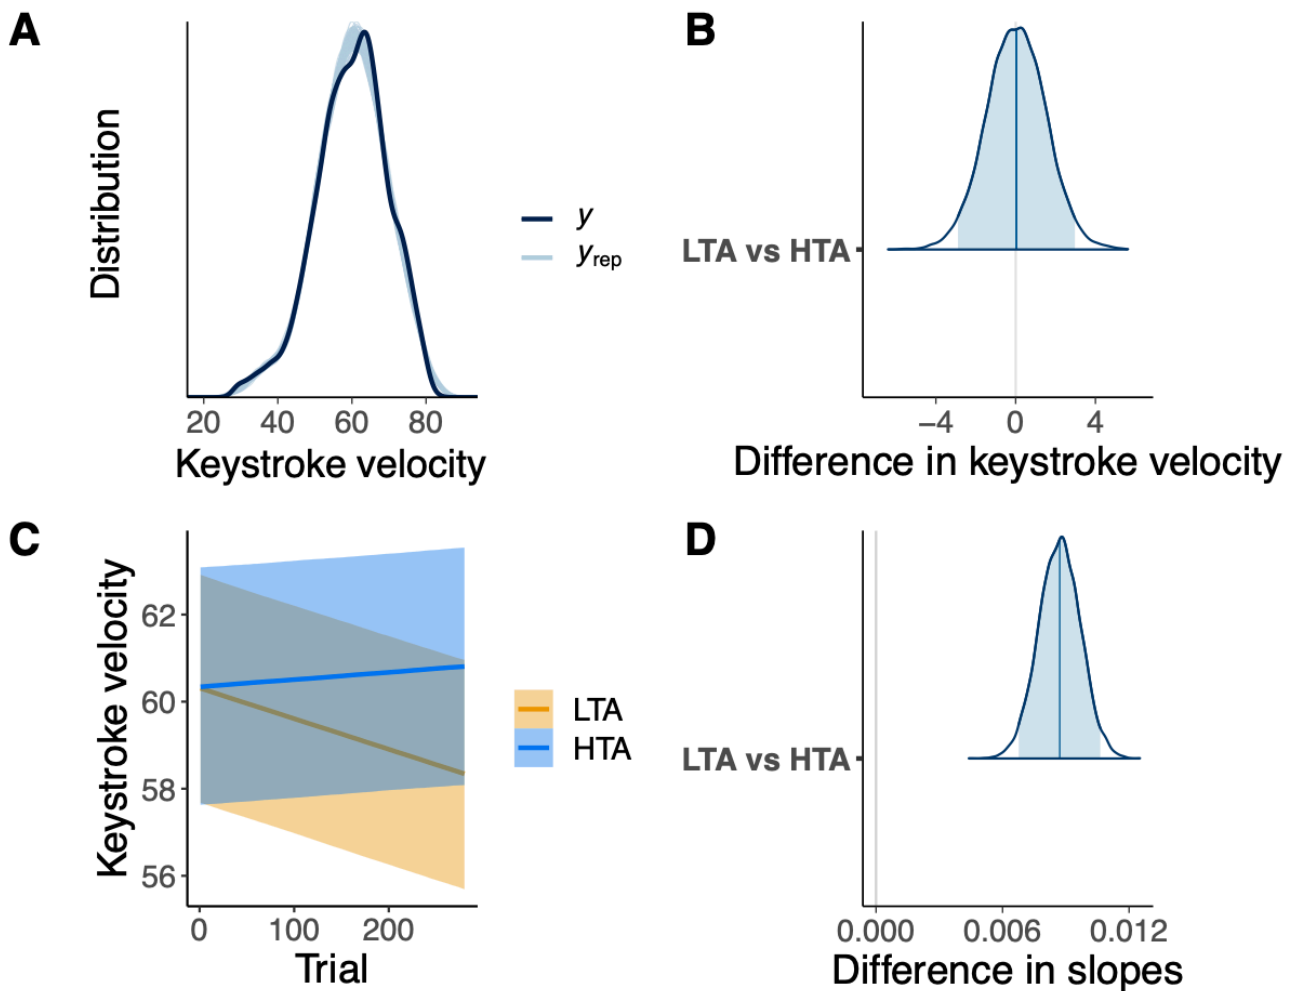 A
Distribution
y
yrep
20 40 60 80
Keystroke velocity
B
LTA vs HTA
−4 0 4
Difference in keystroke velocity
C
Keystroke velocity
62
60
58
56
0 100 200
Trial
LTA
HTA
D
LTA vs HTA
0.000 0.006 0.012
Difference in slopes